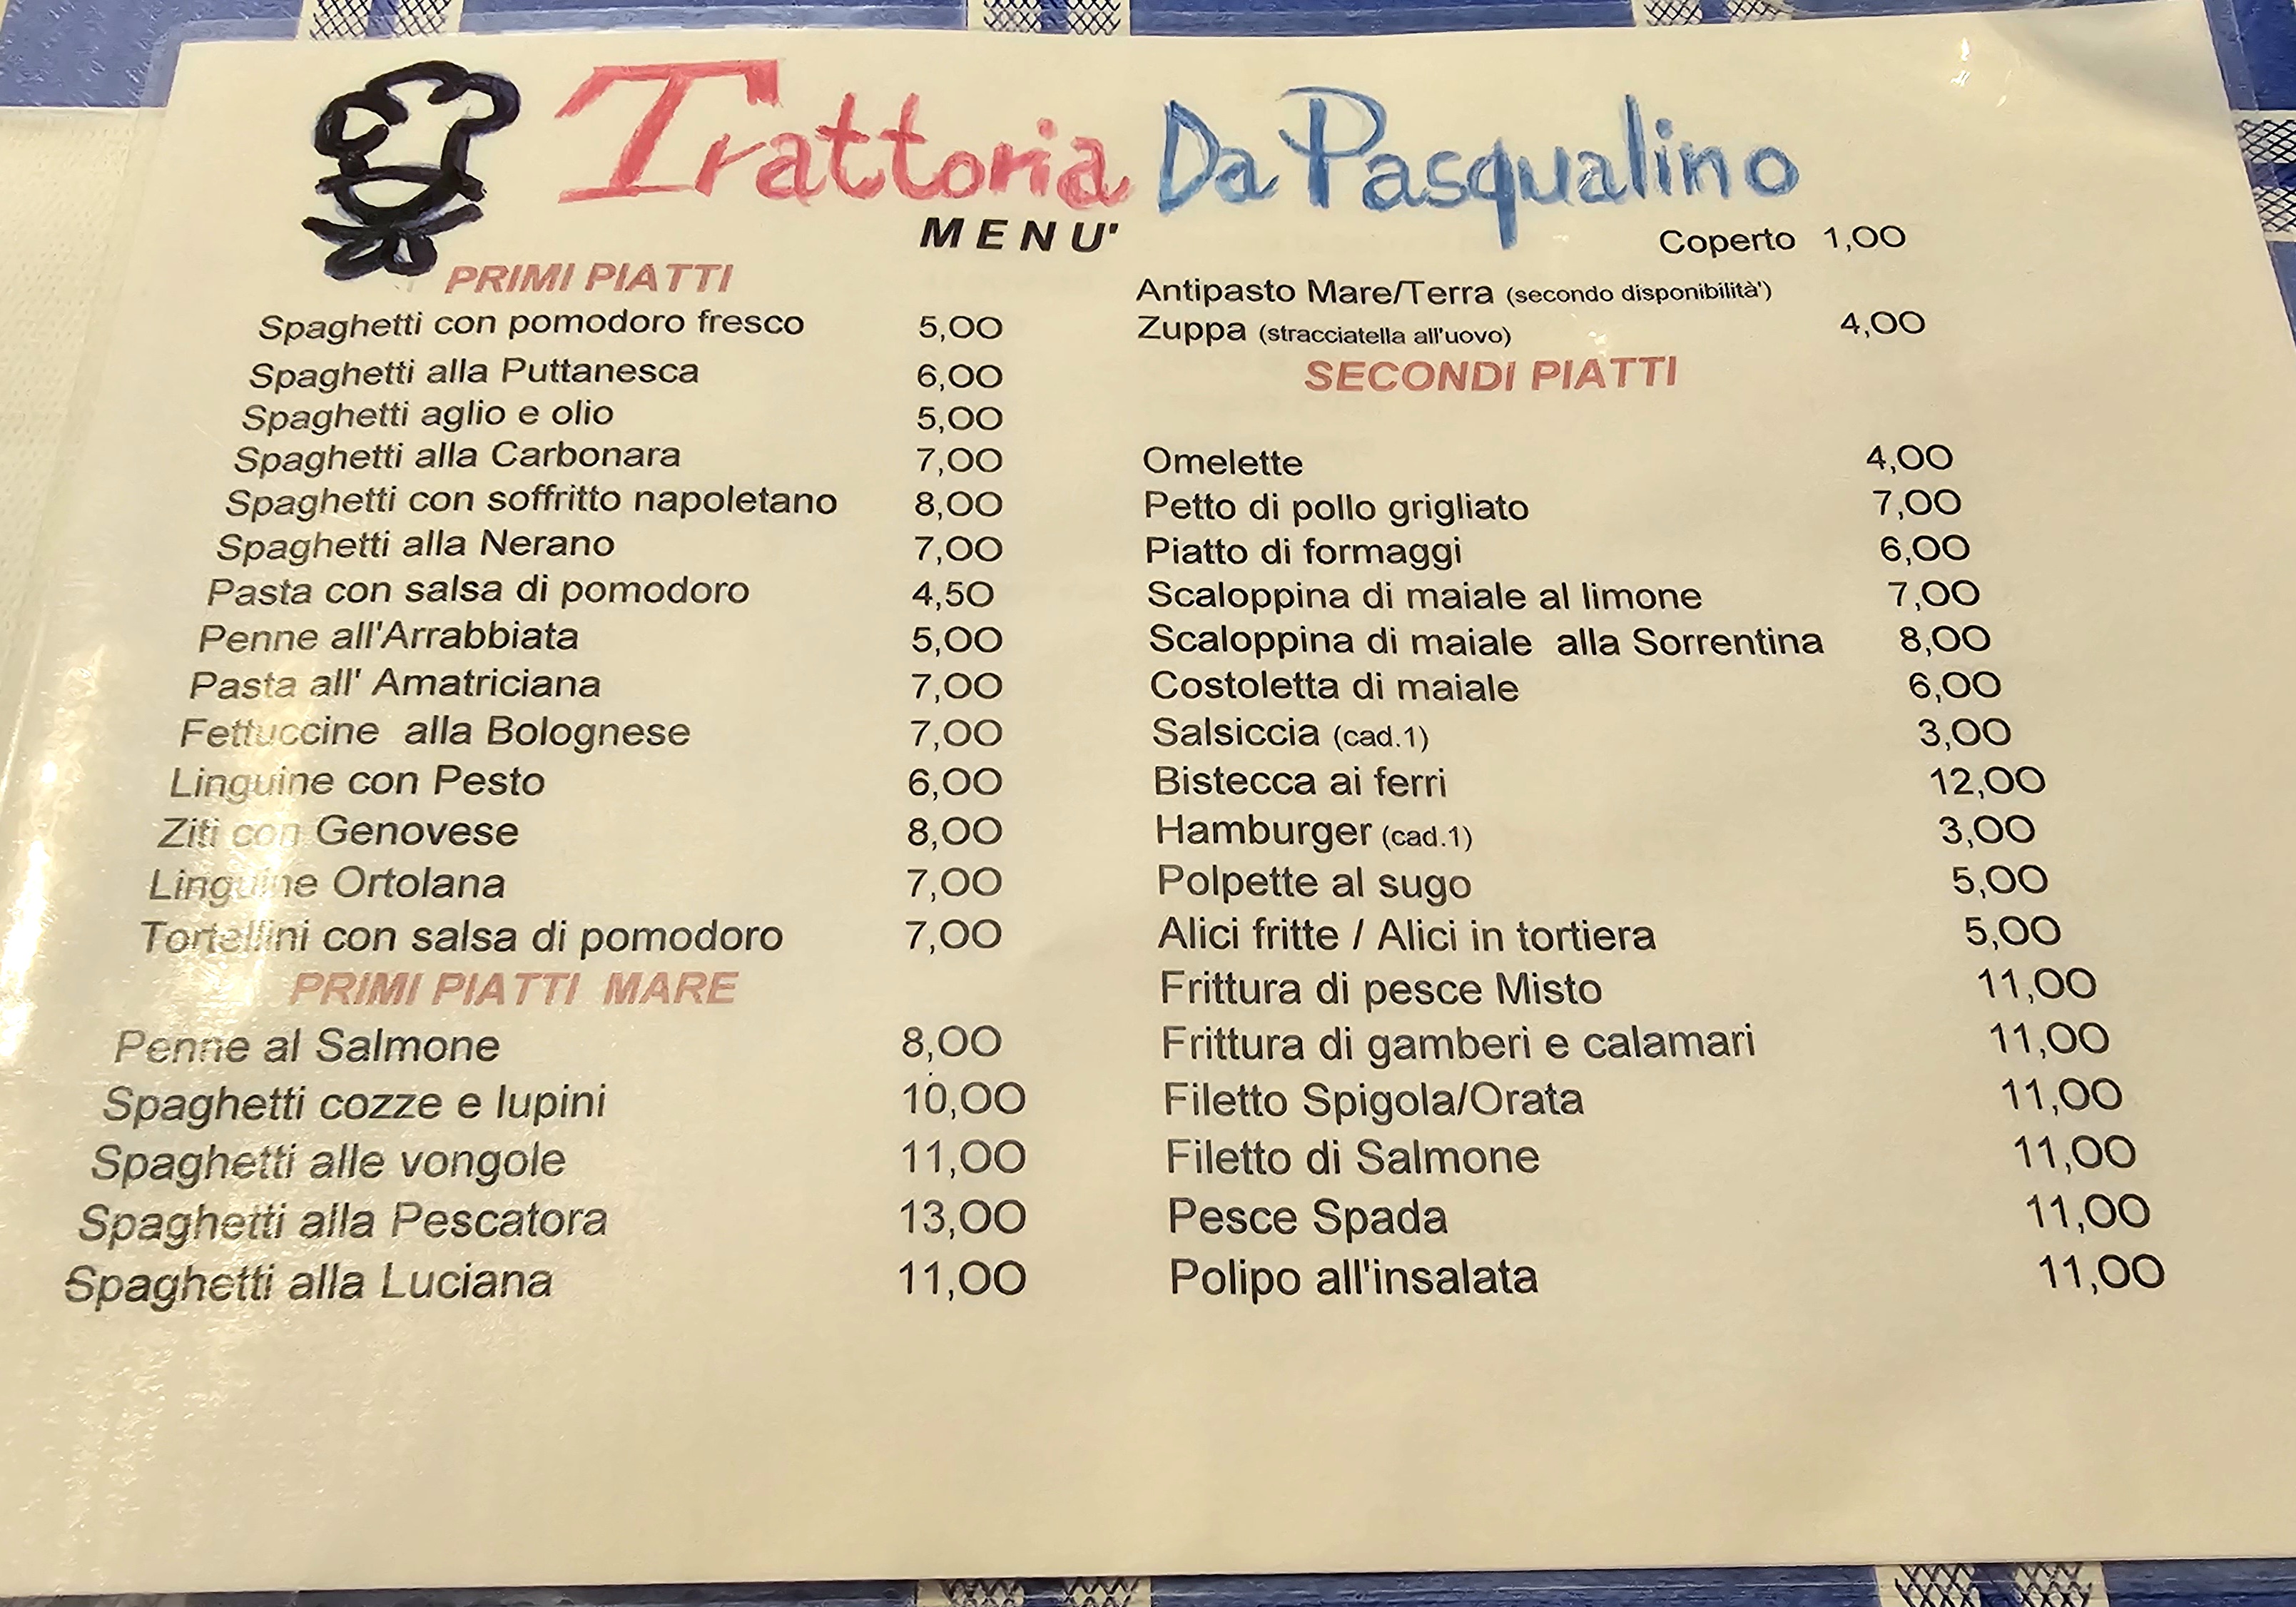 Trattoria Da Pasqualino
MENU'
Coperto 1,00
PRIMI PIATTI
Spaghetti con pomodoro fresco 5,00
Spaghetti alla Puttanesca 6,00
Spaghetti aglio e olio 5,00
Spaghetti alla Carbonara 7,00
Spaghetti con soffritto napoletano 8,00
Spaghetti alla Nerano 7,00
Pasta con salsa di pomodoro 4,50
Penne all'Arrabbiata 5,00
Pasta all' Amatriciana 7,00
Fettuccine alla Bolognese 7,00
Linguine con Pesto 6,00
Ziti con Genovese 8,00
Linguine Ortolana 7,00
Tortellini con salsa di pomodoro 7,00
PRIMI PIATTI MARE
Penne al Salmone 8,00
Spaghetti cozze e lupini 10,00
Spaghetti alle vongole 11,00
Spaghetti alla Pescatora 13,00
Spaghetti alla Luciana 11,00
Antipasto Mare/Terra (secondo disponibilità')
Zuppa (stracciatella all'uovo) 4,00
SECONDI PIATTI
Omelette 4,00
Petto di pollo grigliato 7,00
Piatto di formaggi 6,00
Scaloppina di maiale al limone 7,00
Scaloppina di maiale alla Sorrentina 8,00
Costoletta di maiale 6,00
Salsiccia (cad.1) 3,00
Bistecca ai ferri 12,00
Hamburger (cad.1) 3,00
Polpette al sugo 5,00
Alici fritte / Alici in tortiera 5,00
Frittura di pesce Misto 11,00
Frittura di gamberi e calamari 11,00
Filetto Spigola/Orata 11,00
Filetto di Salmone 11,00
Pesce Spada 11,00
Polipo all'insalata 11,00